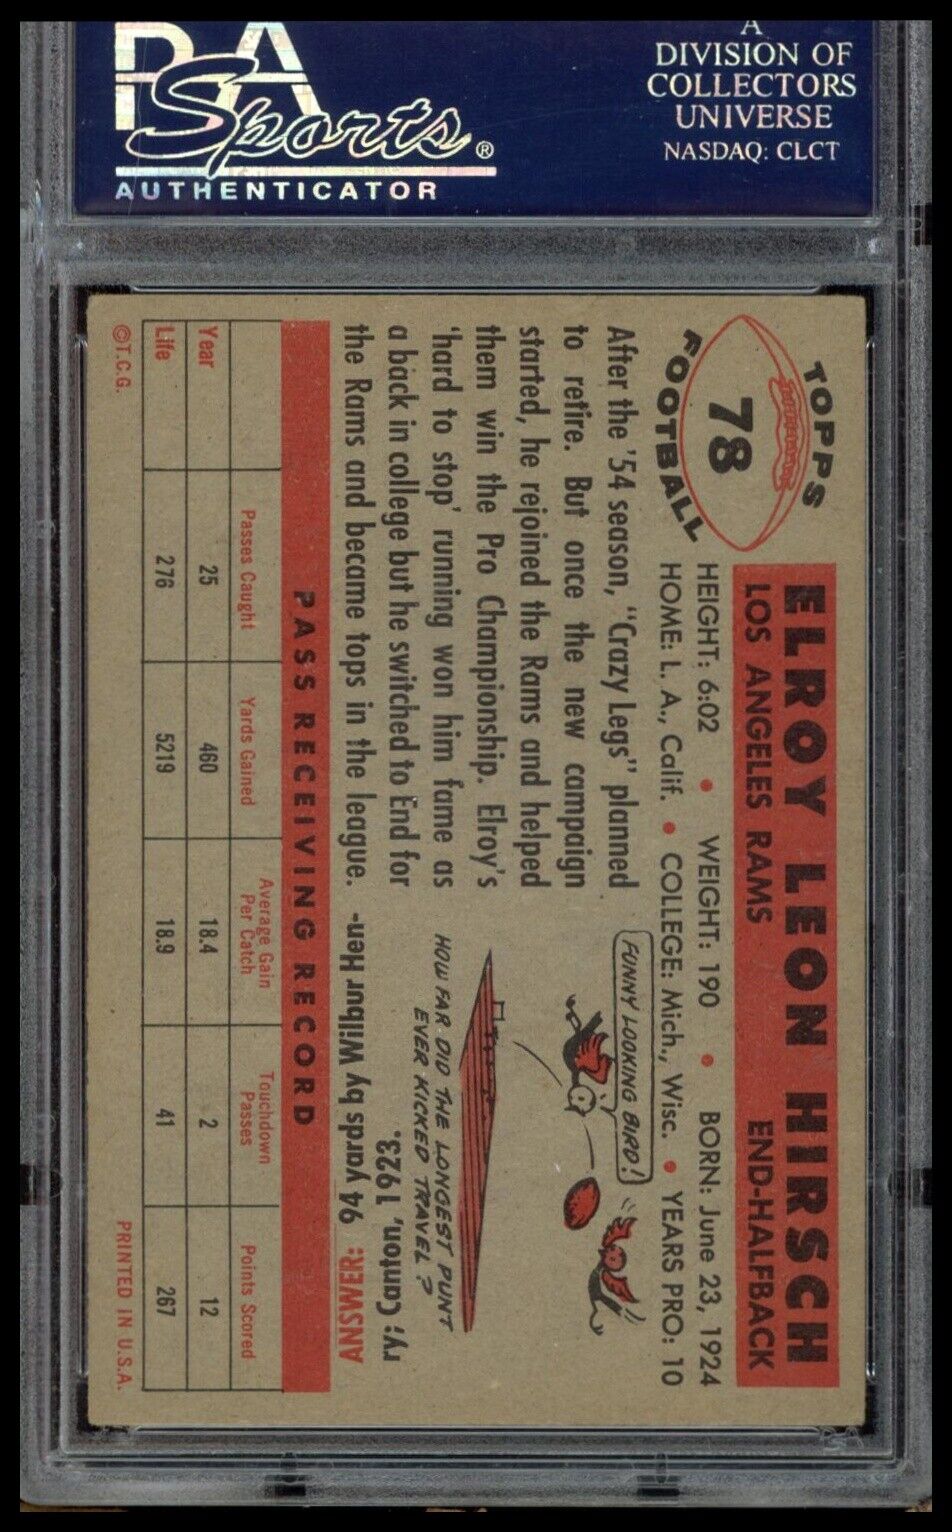 PSA
Sports®
AUTHENTICATOR
A
DIVISION OF
COLLECTORS
UNIVERSE
NASDAQ: CLCT
TOPPS
78
FOOTBALL
ELROY LEON HIRSCH
LOS ANGELES RAMS END-HALFBACK
HEIGHT: 6:02 • WEIGHT: 190 • BORN: June 23, 1924
HOME: L. A., Calif. • COLLEGE: Mich., Wisc. • YEARS PRO: 10
After the '54 season, "Crazy Legs" planned
to retire. But once the new campaign
started, he rejoined the Rams and helped
them win the Pro Championship. Elroy's
'hard to stop' running won him fame as
a back in college but he switched to End for
the Rams and became tops in the league.
FUNNY LOOKING BIRD!
HOW FAR DID THE LONGEST PUNT
EVER KICKED TRAVEL?
ANSWER: 94 yards by Wilbur Hen-
ry, Canton, 1923.
PASS RECEIVING RECORD
Passes Caught Yards Gained Average Gain Per Catch Touchdown Passes Points Scored
Year 25 460 18.4 2 12
Life 276 5219 18.9 41 267
©T.C.G. PRINTED IN U.S.A.